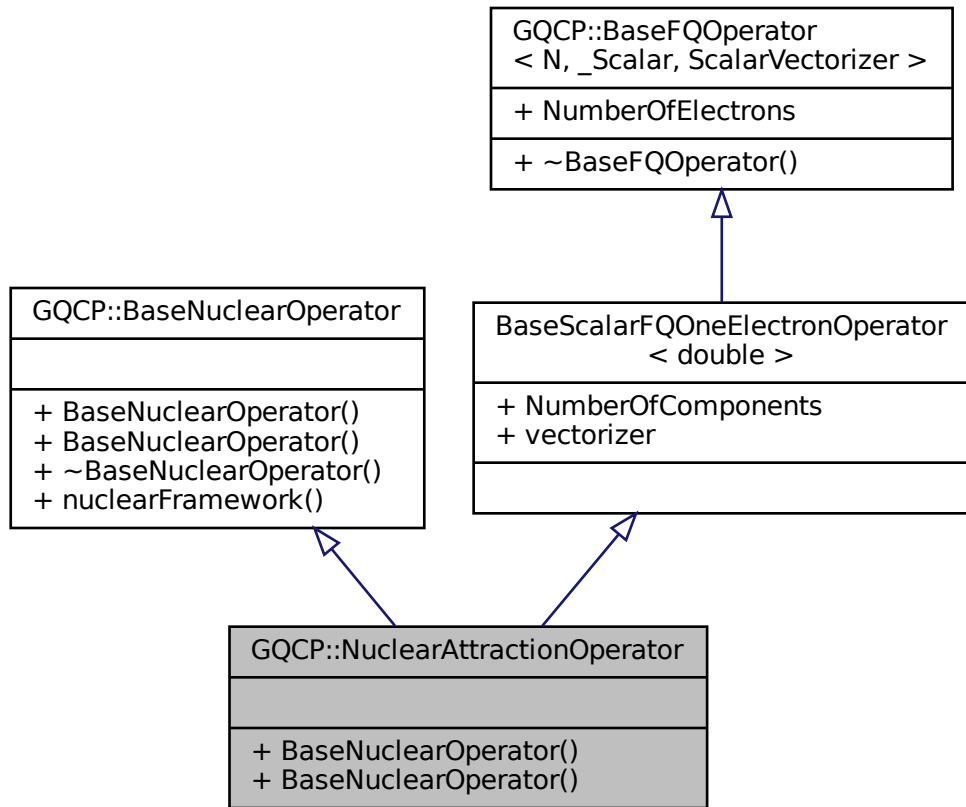 GQCP::BaseFQOperator
< N, _Scalar, ScalarVectorizer >
+ NumberOfElectrons
+ ~BaseFQOperator()
GQCP::BaseNuclearOperator
+ BaseNuclearOperator()
+ BaseNuclearOperator()
+ ~BaseNuclearOperator()
+ nuclearFramework()
BaseScalarFQOneElectronOperator
< double >
+ NumberOfComponents
+ vectorizer
GQCP::NuclearAttractionOperator
+ BaseNuclearOperator()
+ BaseNuclearOperator()